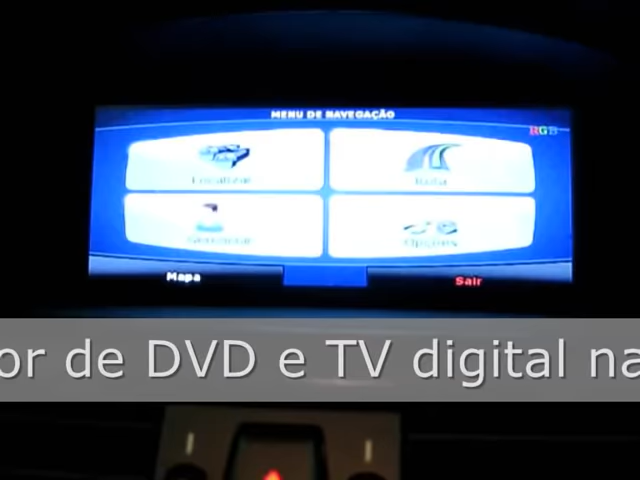 MENU DE NAVEGAÇÃO
RGB
Localizar
Rota
Opções
Mapa
Sair
or de DVD e TV digital na